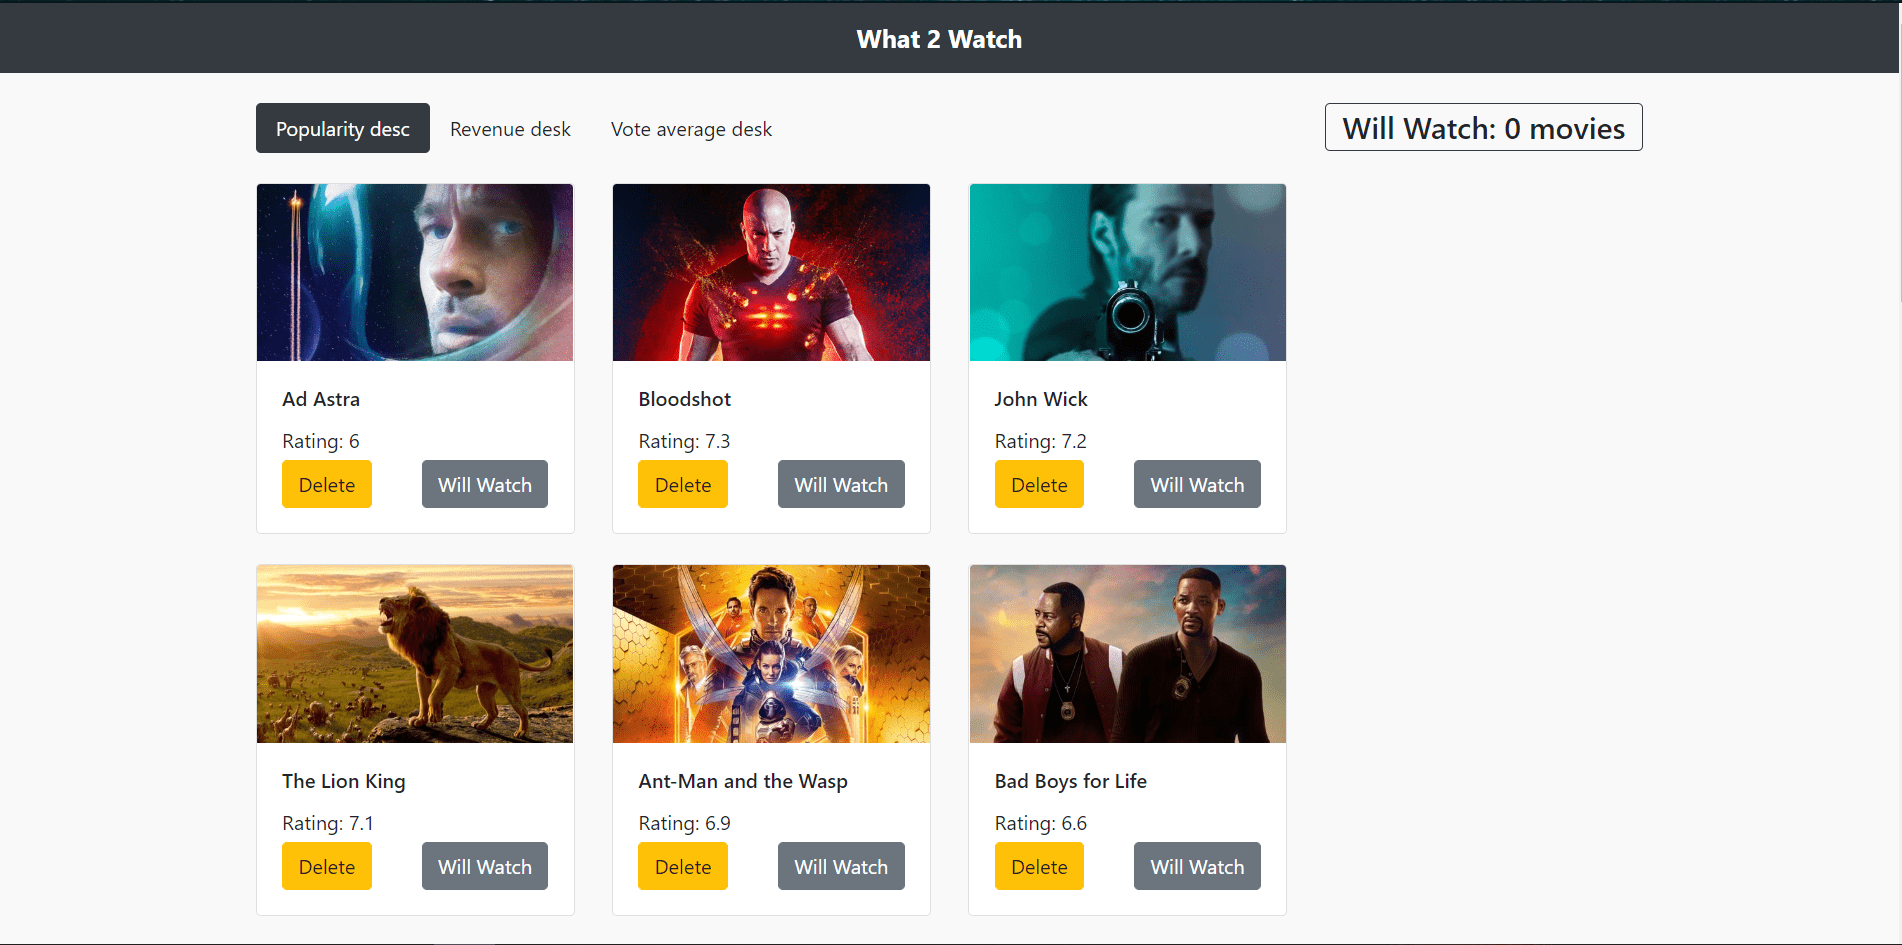 What 2 Watch
Popularity desc Revenue desk Vote average desk Will Watch: 0 movies
Ad Astra
Rating: 6
Delete Will Watch
Bloodshot
Rating: 7.3
Delete Will Watch
John Wick
Rating: 7.2
Delete Will Watch
The Lion King
Rating: 7.1
Delete Will Watch
Ant-Man and the Wasp
Rating: 6.9
Delete Will Watch
Bad Boys for Life
Rating: 6.6
Delete Will Watch